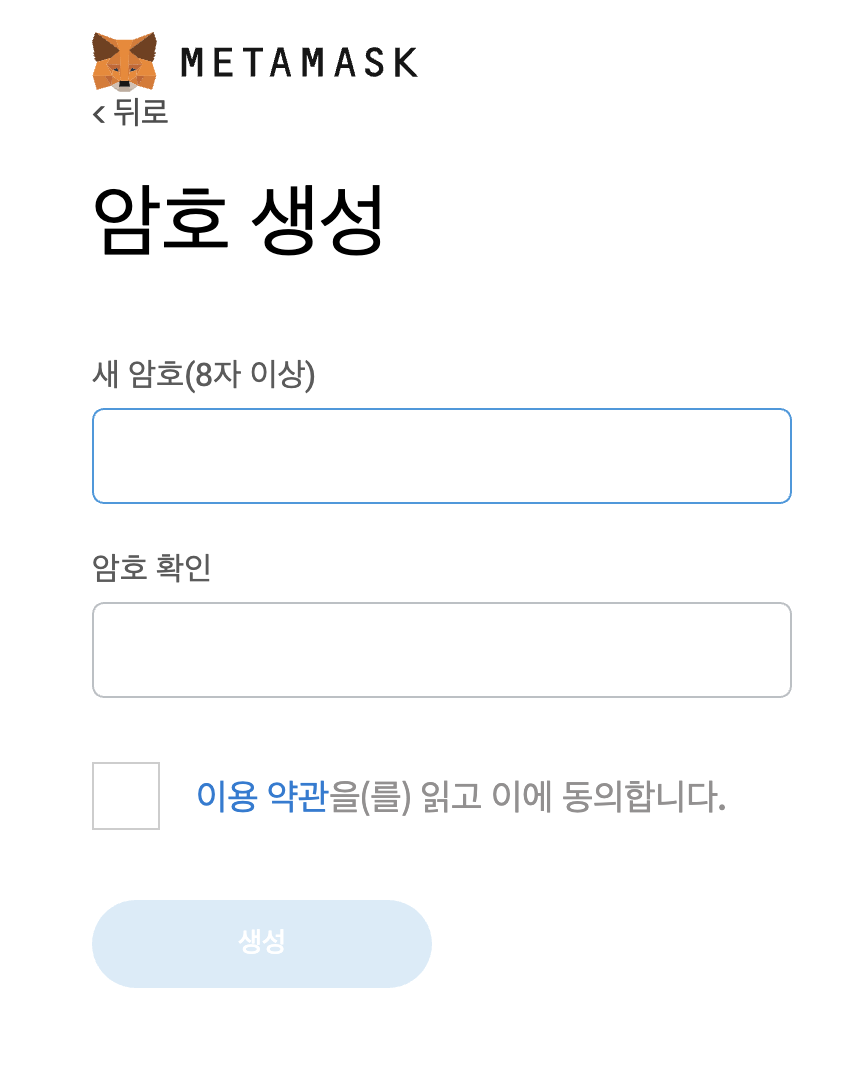 METAMASK
< 뒤로
암호 생성
새 암호(8자 이상)
암호 확인
이용 약관을(를) 읽고 이에 동의합니다.
생성